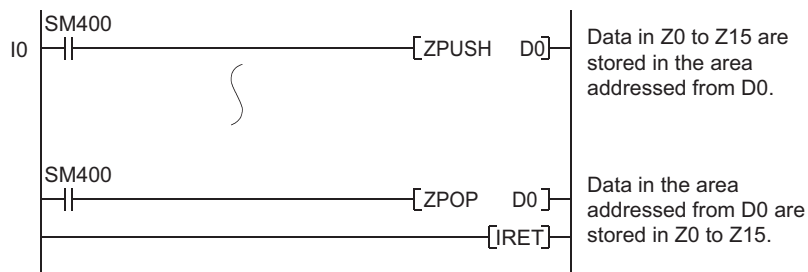 SM400
I0
ZPUSH D0
Data in Z0 to Z15 are
stored in the area
addressed from D0.
SM400
ZPOP D0
IRET
Data in the area
addressed from D0 are
stored in Z0 to Z15.